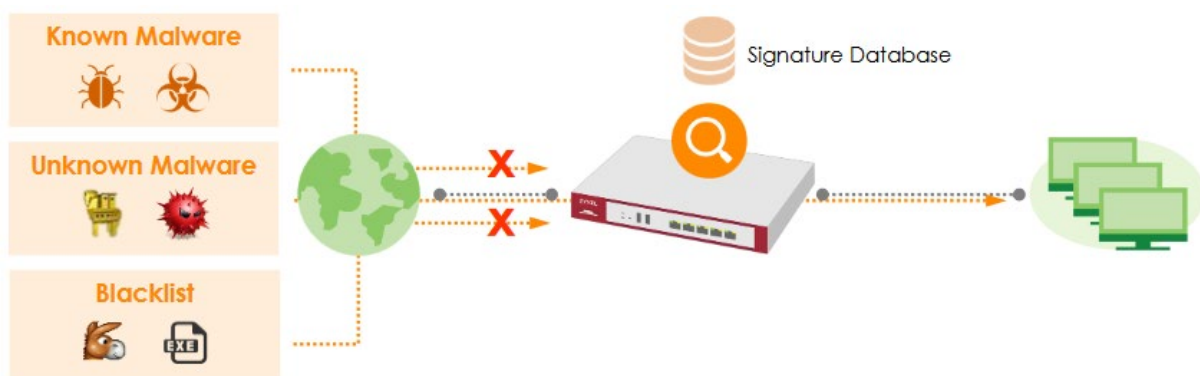 Known Malware
Signature Database
Unknown Malware
ZYXEL
Blacklist
EXE